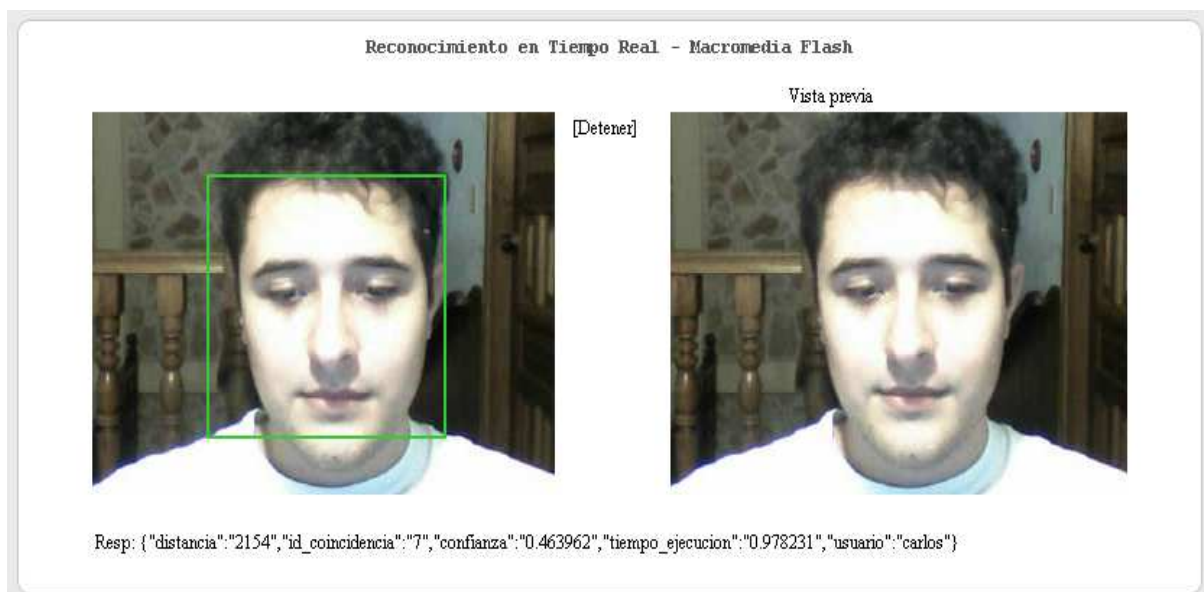 Reconocimiento en Tiempo Real - Macromedia Flash
Vista previa
[Detener]
Resp: {"distancia":"2154","id_coincidencia":"7","confianza":"0.463962","tiempo_ejecucion":"0.978231","usuario":"carlos"}